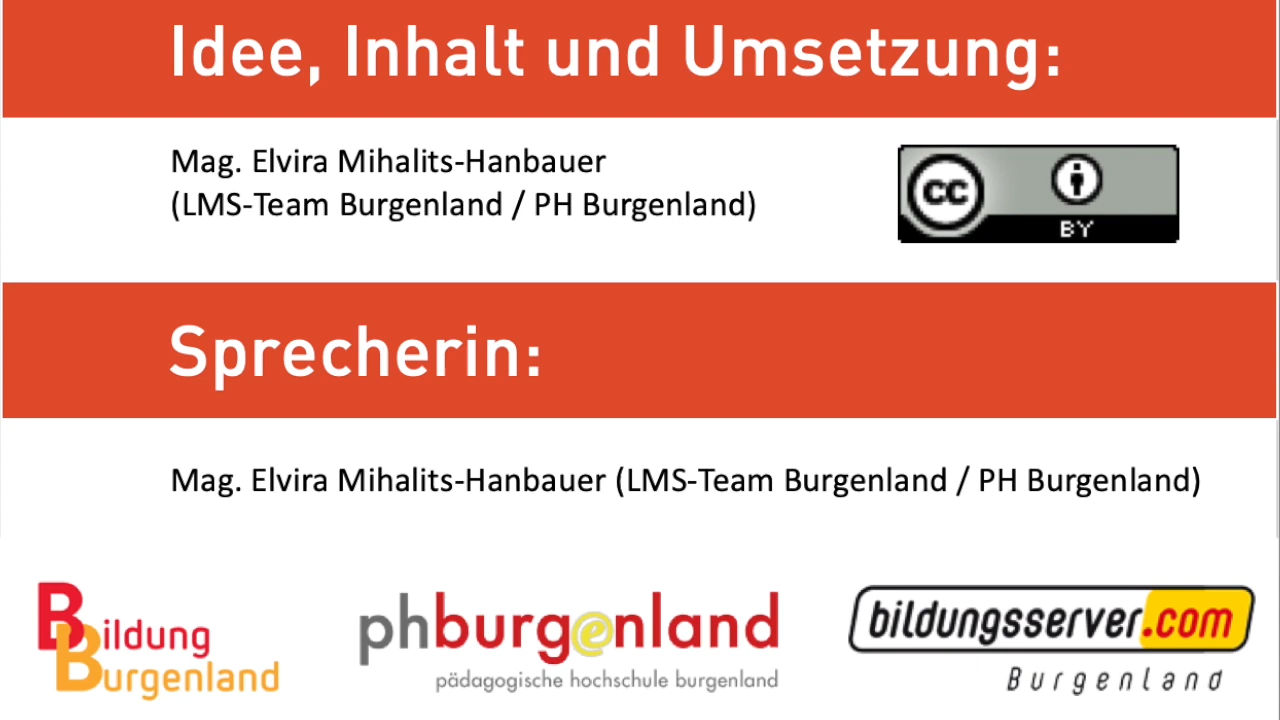 Idee, Inhalt und Umsetzung:
Mag. Elvira Mihalits-Hanbauer
(LMS-Team Burgenland / PH Burgenland)
cc
BY
Sprecherin:
Mag. Elvira Mihalits-Hanbauer (LMS-Team Burgenland / PH Burgenland)
Bildung
Burgenland
phburgenland
pädagogische hochschule burgenland
bildungsserver.com
Burgenland